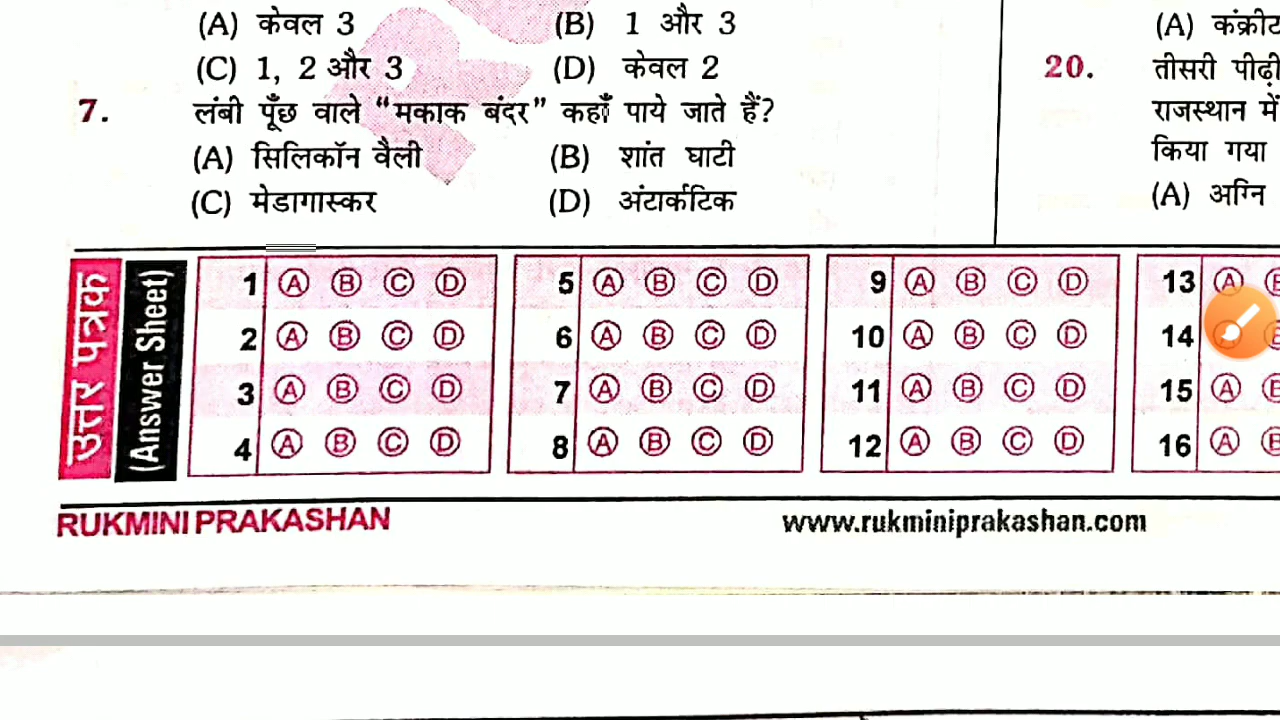 (A) केवल 3 (B) 1 और 3
(C) 1, 2 और 3 (D) केवल 2
7. लंबी पूँछ वाले “मकाक बंदर” कहाँ पाये जाते हैं?
(A) सिलिकॉन वैली (B) शांत घाटी
(C) मेडागास्कर (D) अंटार्कटिक
(A) कंक्रीट
20. तीसरी पीढ़ी
राजस्थान में
किया गया
(A) अग्नि
उत्तर पत्रक
(Answer Sheet)
1 A B C D
2 A B C D
3 A B C D
4 A B C D
5 A B C D
6 A B C D
7 A B C D
8 A B C D
9 A B C D
10 A B C D
11 A B C D
12 A B C D
13 A B
14
15 A B
16 A B
RUKMINI PRAKASHAN www.rukminiprakashan.com